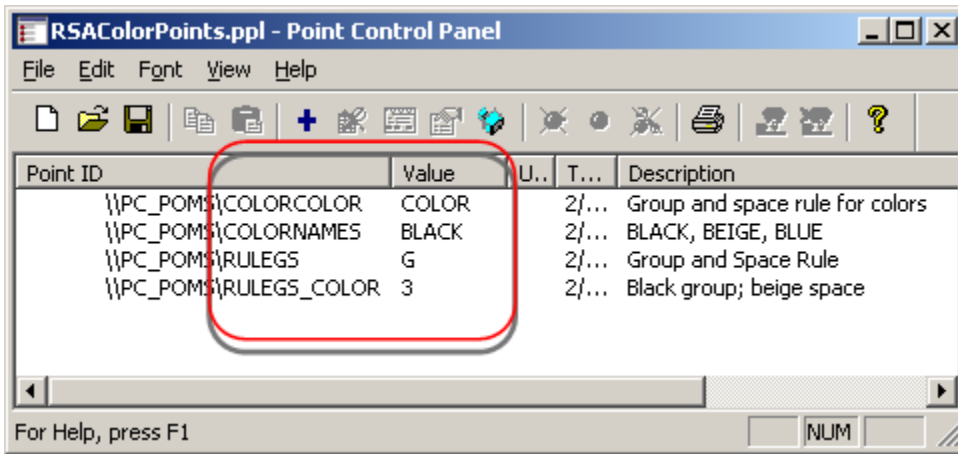 RSAColorPoints.ppl - Point Control Panel
File Edit Font View Help
Point ID Value U.. T... Description
\\PC_POMS\COLORCOLOR COLOR 2/... Group and space rule for colors
\\PC_POMS\COLORNAMES BLACK 2/... BLACK, BEIGE, BLUE
\\PC_POMS\RULEGS G 2/... Group and Space Rule
\\PC_POMS\RULEGS_COLOR 3 2/... Black group; beige space
For Help, press F1 NUM